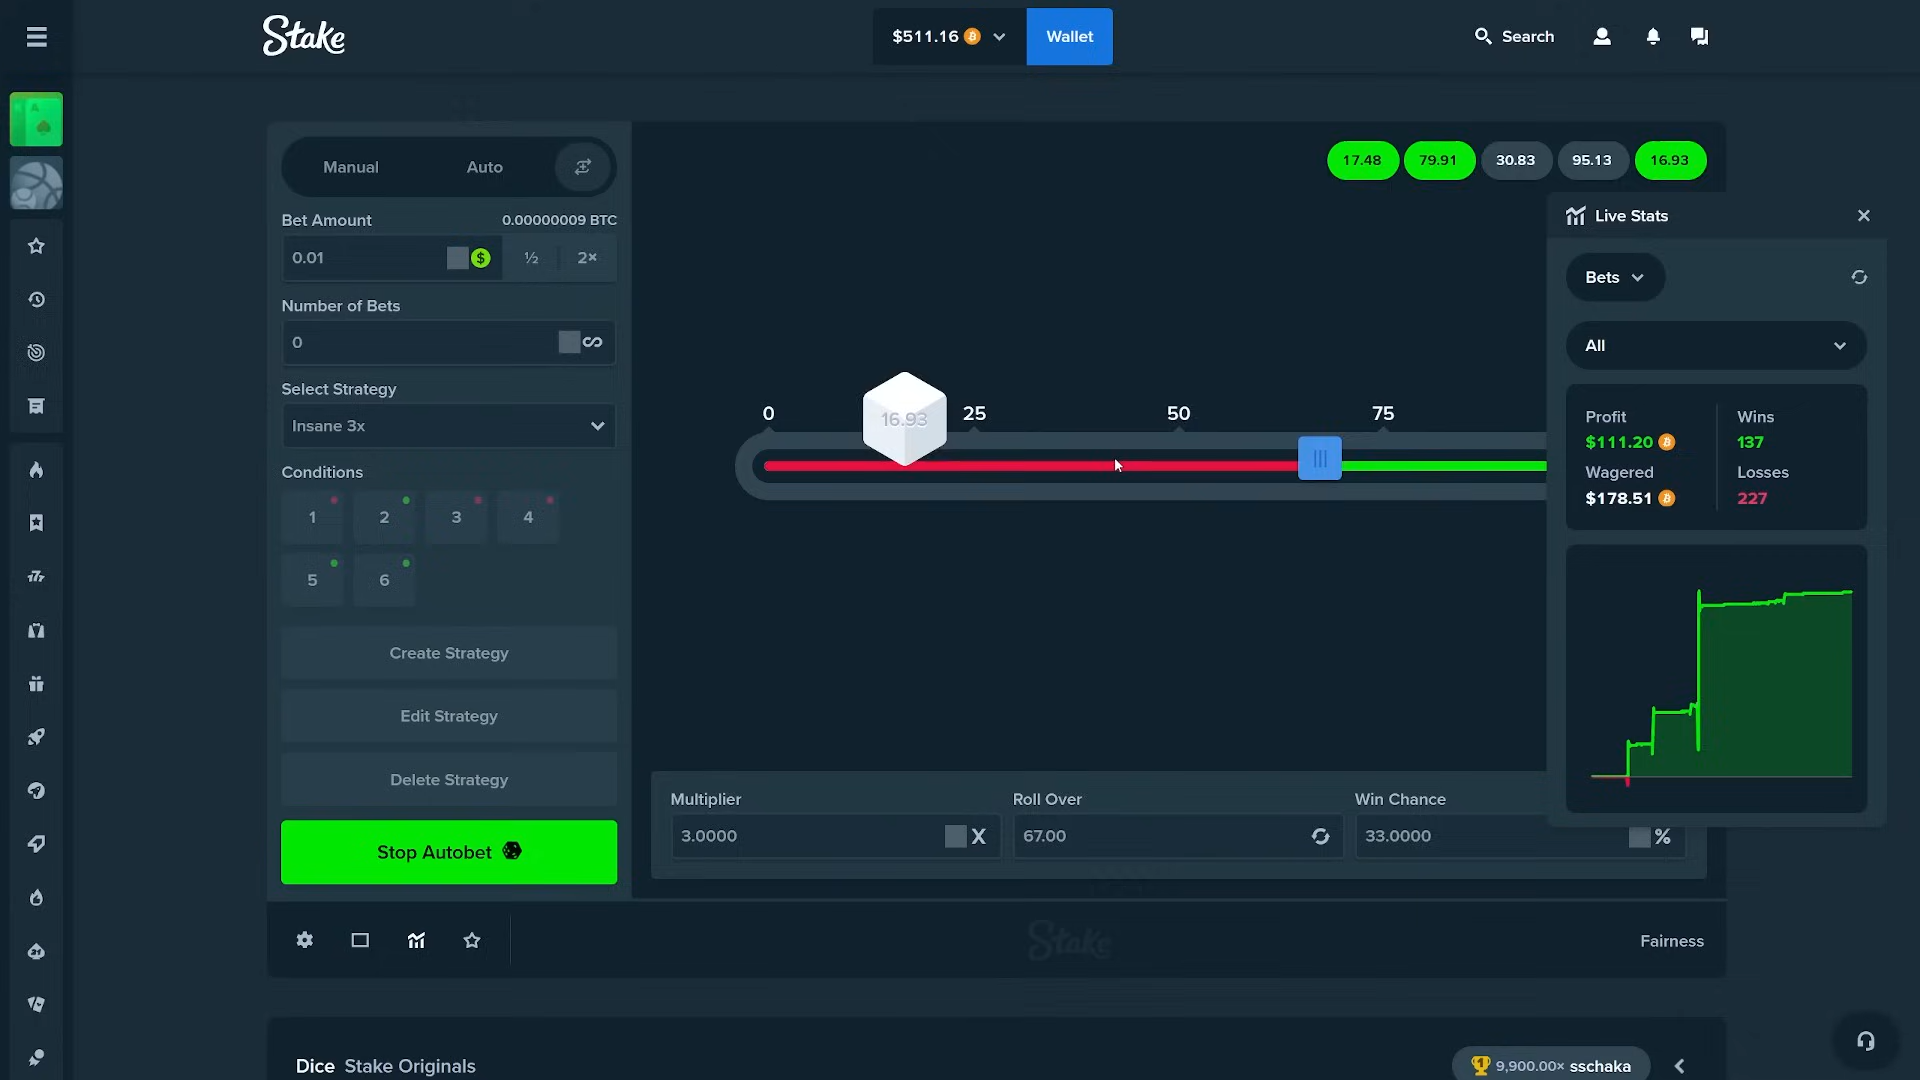 Stake
$511.16
Wallet
Search
Manual
Auto
17.48
79.91
30.83
95.13
16.93
Bet Amount
0.00000009 BTC
0.01
$
½
2×
Number of Bets
0
∞
Select Strategy
Insane 3x
Conditions
1
2
3
4
5
6
Create Strategy
Edit Strategy
Delete Strategy
Stop Autobet
0
25
50
75
16.93
Multiplier
3.0000
X
Roll Over
67.00
Win Chance
33.0000
%
Live Stats
Bets
All
Profit
$111.20
Wins
137
Wagered
$178.51
Losses
227
Stake
Fairness
Dice Stake Originals
9,900.00× sschaka